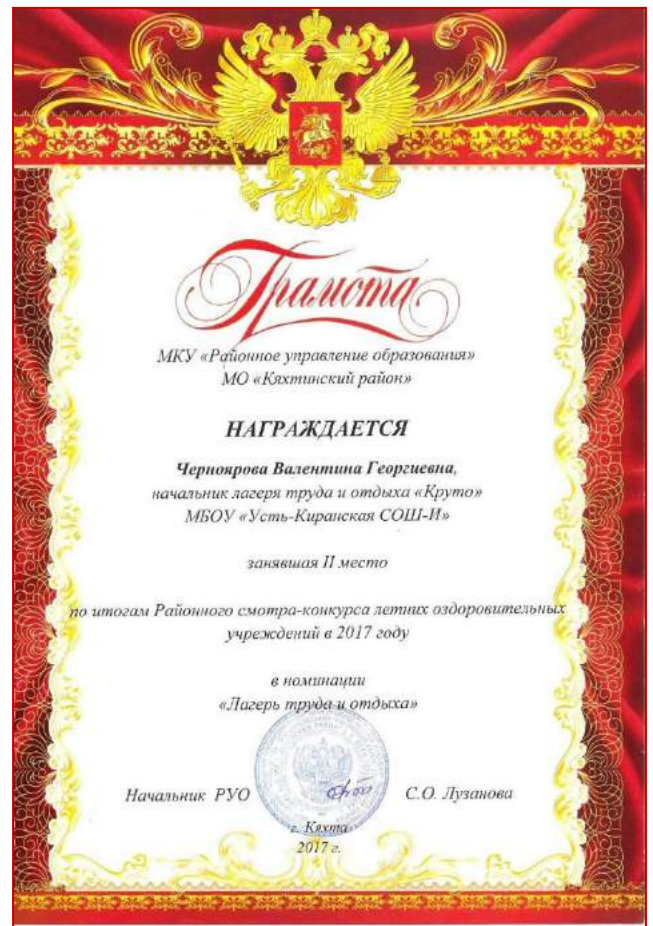 Грамота
МКУ «Районное управление образования»
МО «Кяхтинский район»
НАГРАЖДАЕТСЯ
Черноярова Валентина Георгиевна,
начальник лагеря труда и отдыха «Круто»
МБОУ «Усть-Киранская СОШ-И»
занявшая II место
по итогам Районного смотра-конкурса летних оздоровительных
учреждений в 2017 году
в номинации
«Лагерь труда и отдыха»
Начальник РУО С.О. Лузанова
г. Кяхта
2017 г.